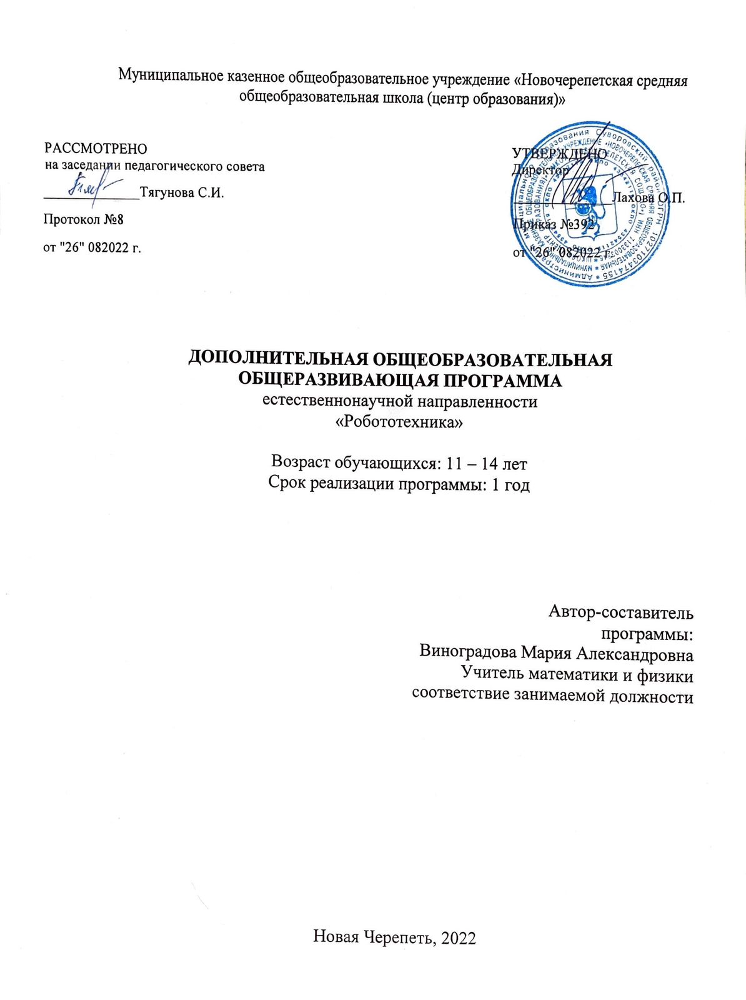 Муниципальное казенное общеобразовательное учреждение «Новочерепетская средняя
общеобразовательная школа (центр образования)»
РАССМОТРЕНО
на заседании педагогического совета
Тягунова С.И.
Протокол №8
от "26" 082022 г.
УТВЕРЖДЕНО
Директор
Лахова О.П.
Приказ №392
от "26" 082022 г.
ДОПОЛНИТЕЛЬНАЯ ОБЩЕОБРАЗОВАТЕЛЬНАЯ
ОБЩЕРАЗВИВАЮЩАЯ ПРОГРАММА
естественнонаучной направленности
«Робототехника»
Возраст обучающихся: 11 – 14 лет
Срок реализации программы: 1 год
Автор-составитель
программы:
Виноградова Мария Александровна
Учитель математики и физики
соответствие занимаемой должности
Новая Черепеть, 2022